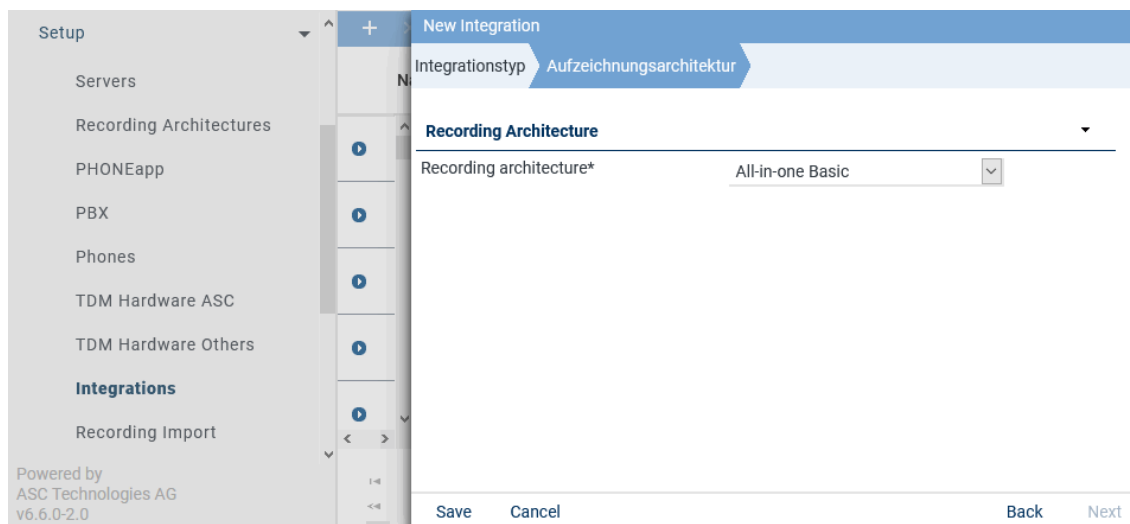 Setup
Servers
Recording Architectures
PHONEapp
PBX
Phones
TDM Hardware ASC
TDM Hardware Others
Integrations
Recording Import
Powered by
ASC Technologies AG
v6.6.0-2.0
New Integration
Integrationstyp Aufzeichnungsarchitektur
Recording Architecture
Recording architecture* All-in-one Basic
Save Cancel Back Next